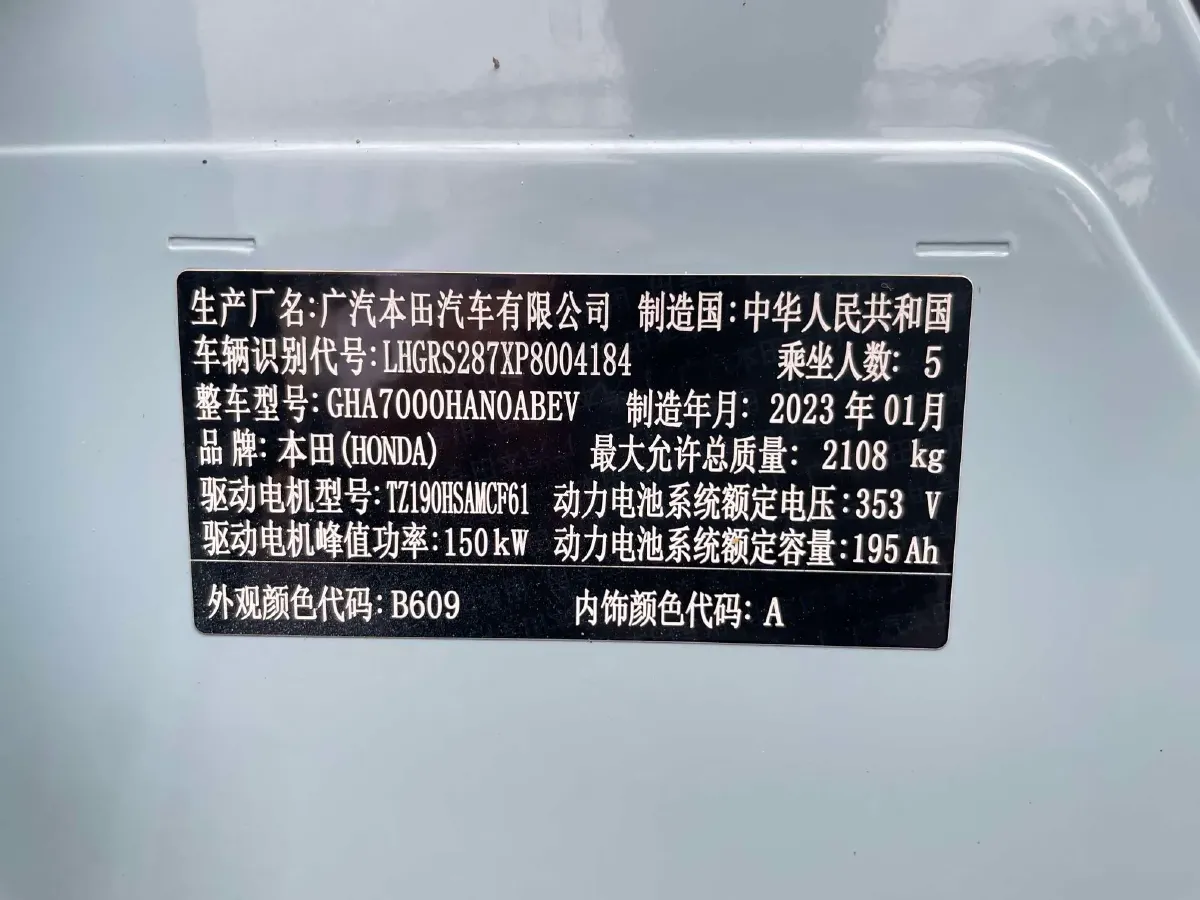 生产厂名:广汽本田汽车有限公司 制造国:中华人民共和国
车辆识别代号:LHGRS287XP8004184 乘坐人数: 5
整车型号:GHA7000HAN0ABEV 制造年月: 2023 年 01月
品牌: 本田(HONDA) 最大允许总质量: 2108 kg
驱动电机型号:TZ190HSAMCF61 动力电池系统额定电压:353 V
驱动电机峰值功率:150kW 动力电池系统额定容量:195Ah
外观颜色代码:B609 内饰颜色代码: A